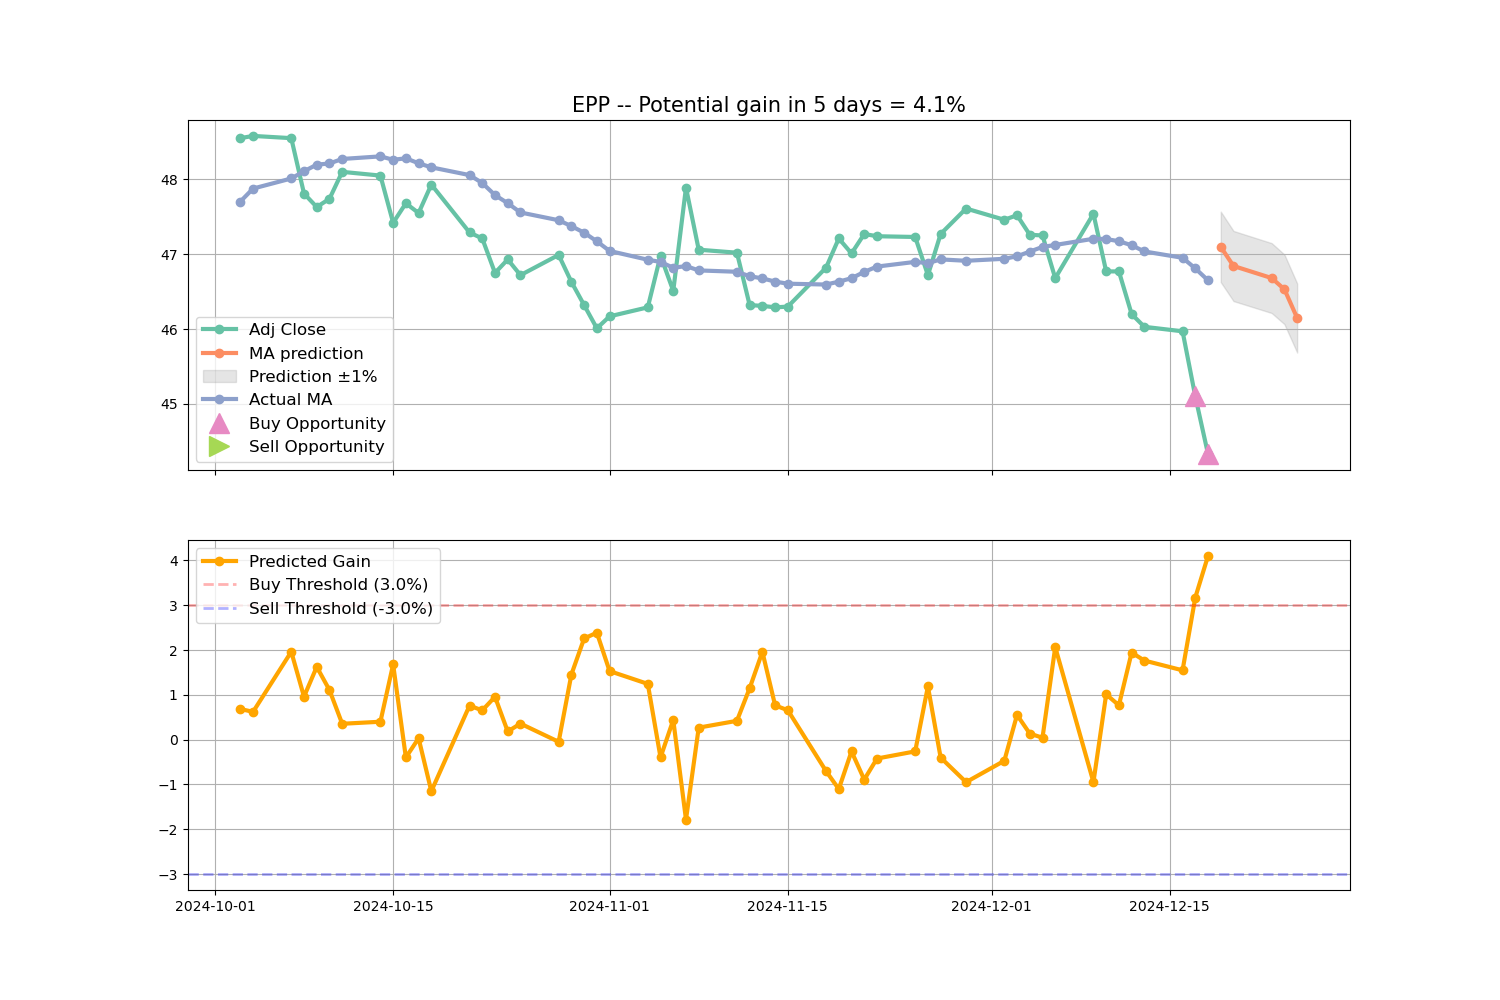 EPP -- Potential gain in 5 days = 4.1%
48
47
46
45
Adj Close
MA prediction
Prediction ±1%
Actual MA
Buy Opportunity
Sell Opportunity
4
3
2
1
0
−1
−2
−3
Predicted Gain
Buy Threshold (3.0%)
Sell Threshold (-3.0%)
2024-10-01 2024-10-15 2024-11-01 2024-11-15 2024-12-01 2024-12-15